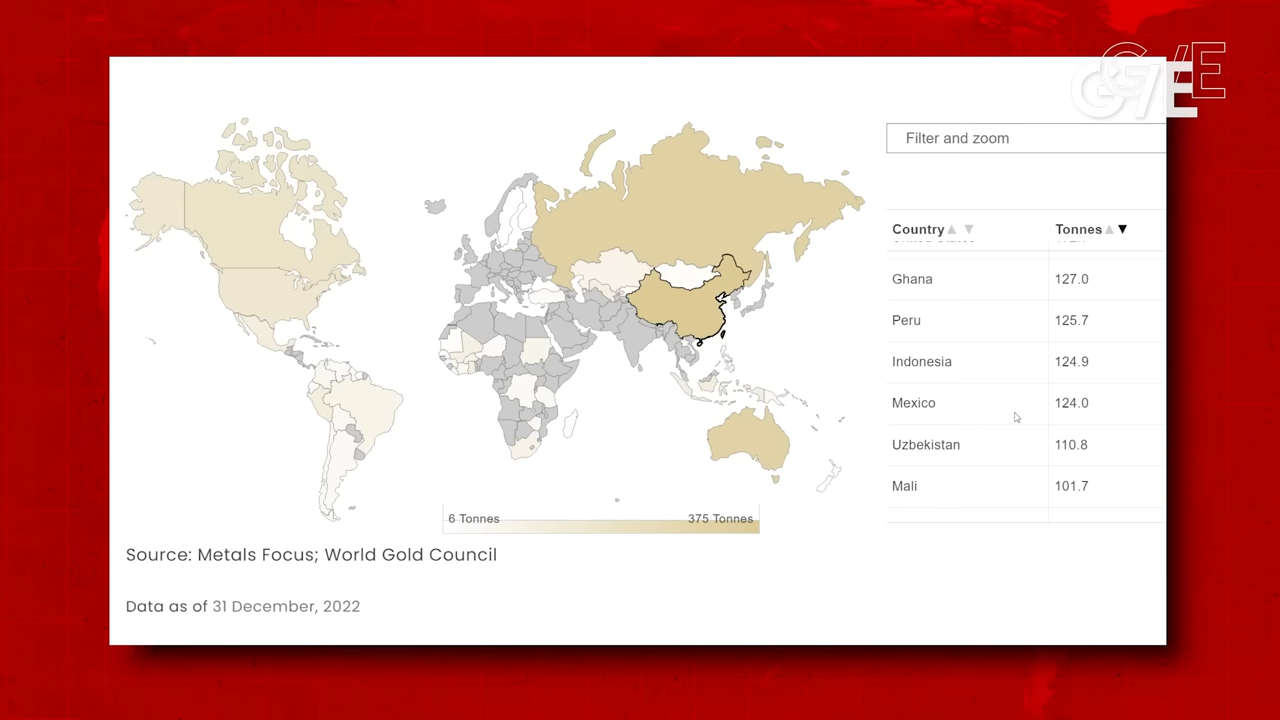 Filter and zoom
Country Tonnes
Ghana 127.0
Peru 125.7
Indonesia 124.9
Mexico 124.0
Uzbekistan 110.8
Mali 101.7
6 Tonnes 375 Tonnes
Source: Metals Focus; World Gold Council
Data as of 31 December, 2022